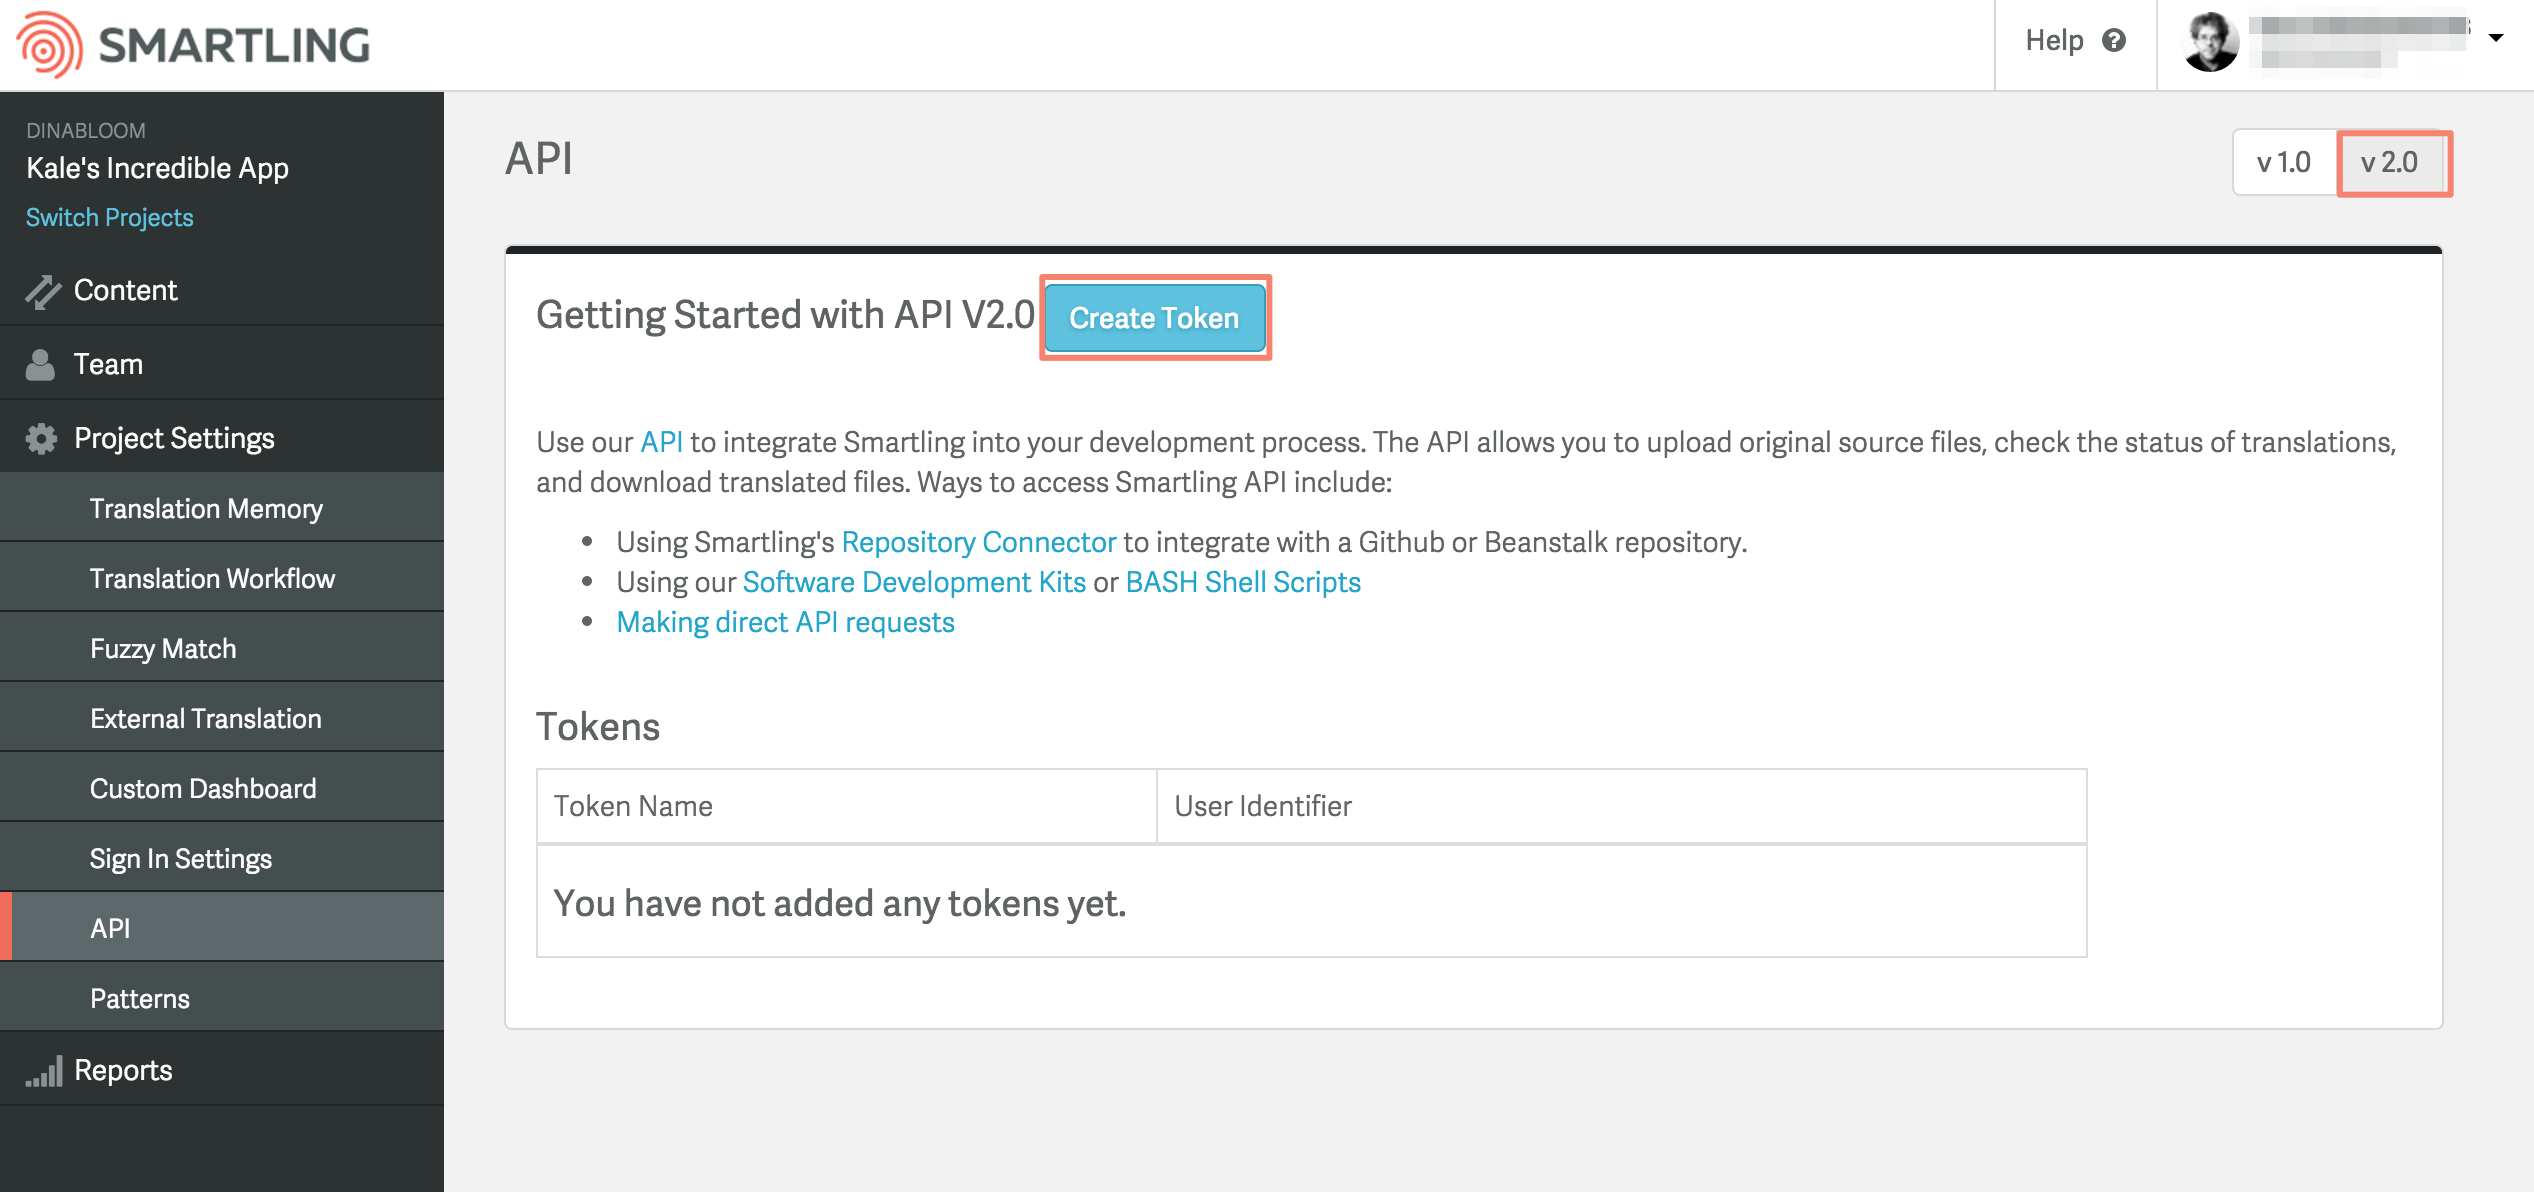 SMARTLING
Help
DINABLOOM
Kale's Incredible App
Switch Projects
Content
Team
Project Settings
Translation Memory
Translation Workflow
Fuzzy Match
External Translation
Custom Dashboard
Sign In Settings
API
Patterns
Reports
API
v 1.0
v 2.0
Getting Started with API V2.0
Create Token
Use our API to integrate Smartling into your development process. The API allows you to upload original source files, check the status of translations,
and download translated files. Ways to access Smartling API include:
• Using Smartling's Repository Connector to integrate with a Github or Beanstalk repository.
• Using our Software Development Kits or BASH Shell Scripts
• Making direct API requests
Tokens
Token Name
User Identifier
You have not added any tokens yet.